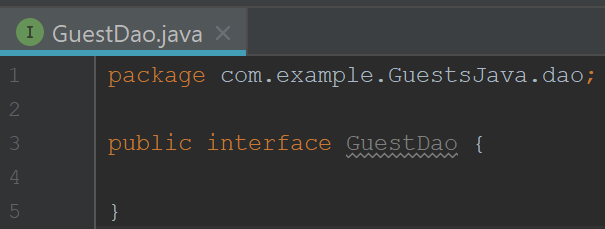 I GuestDao.java
1 package com.example.GuestsJava.dao;
2
3 public interface GuestDao {
4
5 }